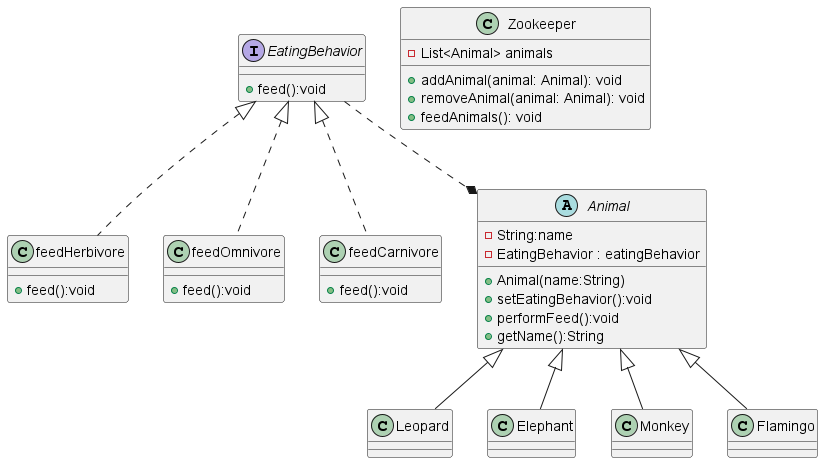 I EatingBehavior
feed():void
C Zookeeper
List<Animal> animals
addAnimal(animal: Animal): void
removeAnimal(animal: Animal): void
feedAnimals(): void
C feedHerbivore
feed():void
C feedOmnivore
feed():void
C feedCarnivore
feed():void
A Animal
String:name
EatingBehavior : eatingBehavior
Animal(name:String)
setEatingBehavior():void
performFeed():void
getName():String
C Leopard
C Elephant
C Monkey
C Flamingo